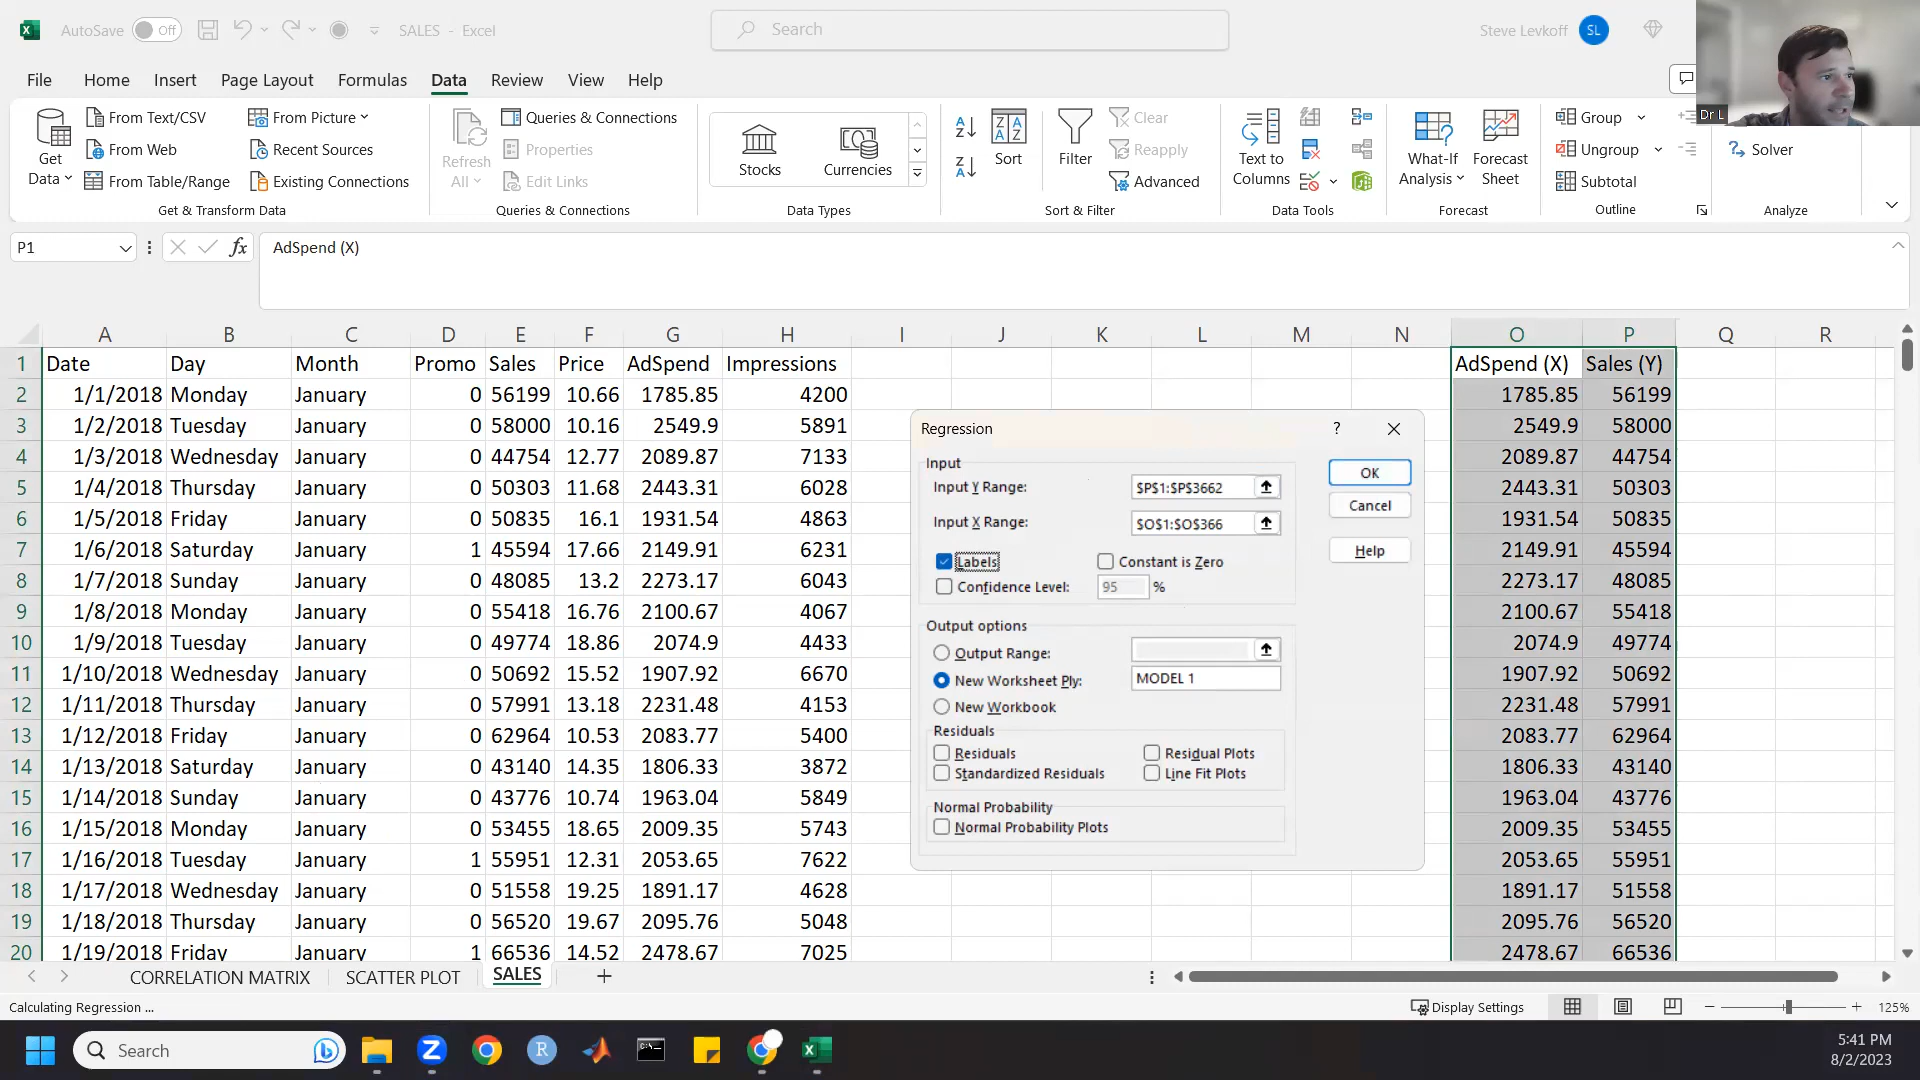 AutoSave Off SALES - Excel Search Steve Levkoff SL
File Home Insert Page Layout Formulas Data Review View Help
Dr L
Get Data
From Text/CSV
From Web
From Table/Range
From Picture
Recent Sources
Existing Connections
Get & Transform Data
Refresh All
Queries & Connections
Properties
Edit Links
Queries & Connections
Stocks Currencies
Data Types
Sort
Filter
Clear
Reapply
Advanced
Sort & Filter
Text to Columns
Data Tools
What-If Analysis
Forecast Sheet
Forecast
Group
Ungroup
Subtotal
Outline
Solver
Analyze
P1 fx AdSpend (X)
A B C D E F G H I J K L M N O P Q R
1 Date Day Month Promo Sales Price AdSpend Impressions AdSpend (X) Sales (Y)
2 1/1/2018 Monday January 0 56199 10.66 1785.85 4200 1785.85 56199
3 1/2/2018 Tuesday January 0 58000 10.16 2549.9 5891 2549.9 58000
4 1/3/2018 Wednesday January 0 44754 12.77 2089.87 7133 2089.87 44754
5 1/4/2018 Thursday January 0 50303 11.68 2443.31 6028 2443.31 50303
6 1/5/2018 Friday January 0 50835 16.1 1931.54 4863 1931.54 50835
7 1/6/2018 Saturday January 1 45594 17.66 2149.91 6231 2149.91 45594
8 1/7/2018 Sunday January 0 48085 13.2 2273.17 6043 2273.17 48085
9 1/8/2018 Monday January 0 55418 16.76 2100.67 4067 2100.67 55418
10 1/9/2018 Tuesday January 0 49774 18.86 2074.9 4433 2074.9 49774
11 1/10/2018 Wednesday January 0 50692 15.52 1907.92 6670 1907.92 50692
12 1/11/2018 Thursday January 0 57991 13.18 2231.48 4153 2231.48 57991
13 1/12/2018 Friday January 0 62964 10.53 2083.77 5400 2083.77 62964
14 1/13/2018 Saturday January 0 43140 14.35 1806.33 3872 1806.33 43140
15 1/14/2018 Sunday January 0 43776 10.74 1963.04 5849 1963.04 43776
16 1/15/2018 Monday January 0 53455 18.65 2009.35 5743 2009.35 53455
17 1/16/2018 Tuesday January 1 55951 12.31 2053.65 7622 2053.65 55951
18 1/17/2018 Wednesday January 0 51558 19.25 1891.17 4628 1891.17 51558
19 1/18/2018 Thursday January 0 56520 19.67 2095.76 5048 2095.76 56520
20 1/19/2018 Friday January 1 66536 14.52 2478.67 7025 2478.67 66536
Regression ?
Input
Input Y Range: $P$1:$P$3662
Input X Range: $O$1:$O$366
Labels Constant is Zero
Confidence Level: 95 %
OK
Cancel
Help
Output options
Output Range:
New Worksheet Ply: MODEL 1
New Workbook
Residuals
Residuals Residual Plots
Standardized Residuals Line Fit Plots
Normal Probability
Normal Probability Plots
CORRELATION MATRIX SCATTER PLOT SALES
Calculating Regression ... Display Settings 125%
Search 5:41 PM
8/2/2023